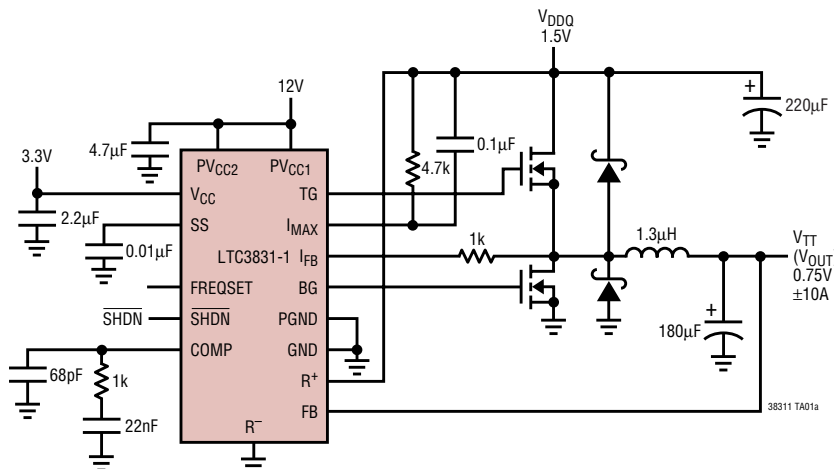 V_DDQ
1.5V
12V
220µF
4.7µF
0.1µF
4.7k
3.3V
PV_CC2
PV_CC1
V_CC
TG
2.2µF
SS
I_MAX
0.01µF
LTC3831-1
I_FB
1k
1.3µH
V_TT
(V_OUT)
0.75V
±10A
FREQSET
BG
SHDN
SHDN
PGND
180µF
COMP
GND
68pF
1k
R+
22nF
FB
R–
38311 TA01a